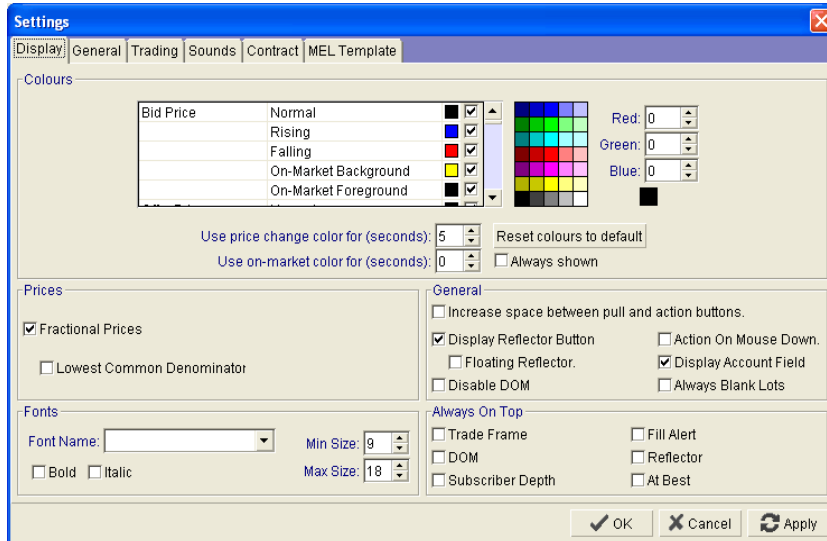 Settings
Display General Trading Sounds Contract MEL Template
Colours
Bid Price Normal
Rising
Falling
On-Market Background
On-Market Foreground
Red: 0
Green: 0
Blue: 0
Use price change color for (seconds): 5 Reset colours to default
Use on-market color for (seconds): 0 Always shown
Prices
Fractional Prices
Lowest Common Denominator
General
Increase space between pull and action buttons.
Display Reflector Button Action On Mouse Down.
Floating Reflector. Display Account Field
Disable DOM Always Blank Lots
Fonts
Font Name: Min Size: 9
Bold Italic Max Size: 18
Always On Top
Trade Frame Fill Alert
DOM Reflector
Subscriber Depth At Best
OK Cancel Apply